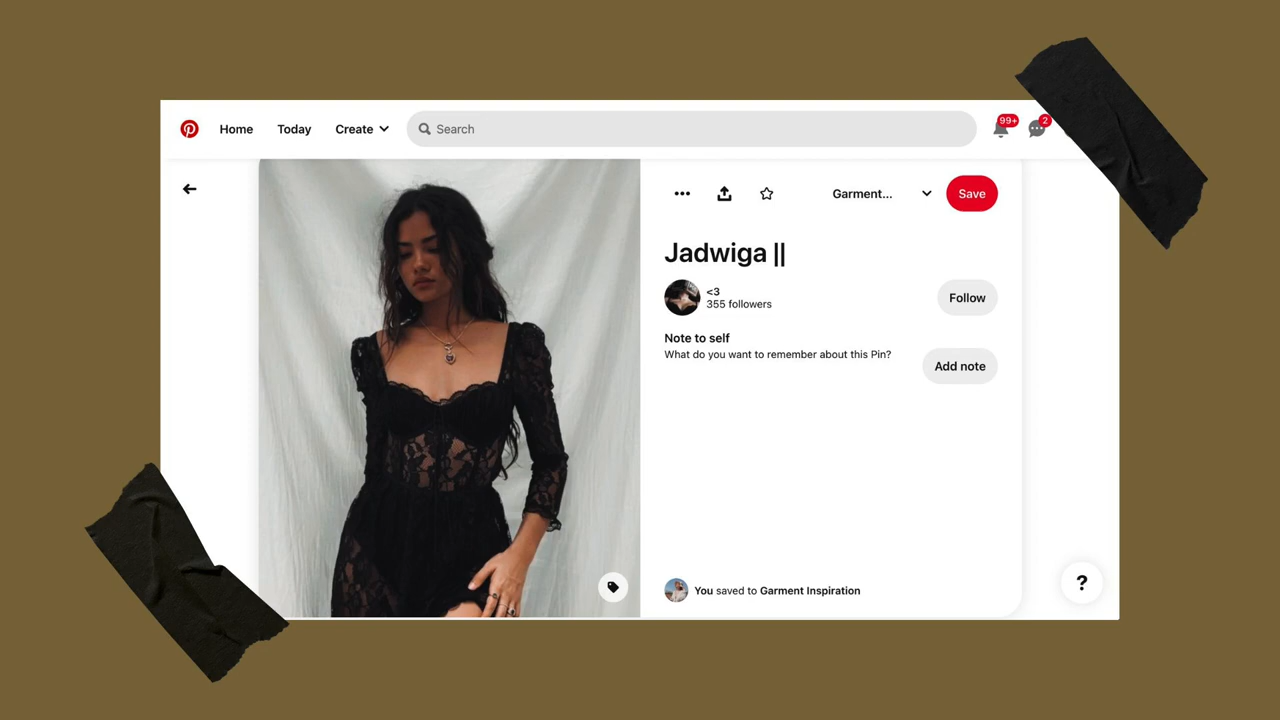 Home Today Create Search 99+ 2
Garment... Save
Jadwiga ||
<3
355 followers
Follow
Note to self
What do you want to remember about this Pin?
Add note
You saved to Garment Inspiration
?